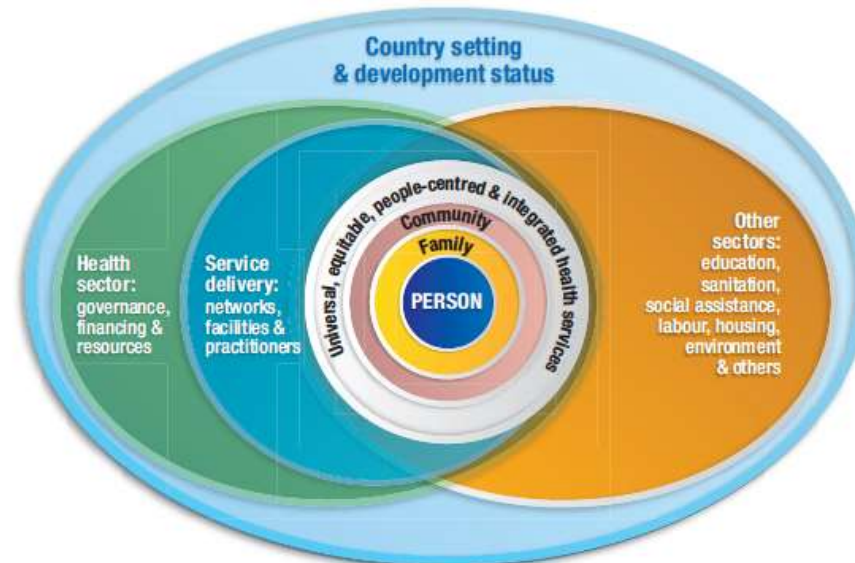 Country setting
& development status
Universal, equitable, people-centred & integrated health services
Community
Family
PERSON
Health
sector:
governance,
financing &
resources
Service
delivery:
networks,
facilities &
practitioners
Other
sectors:
education,
sanitation,
social assistance,
labour, housing,
environment
& others